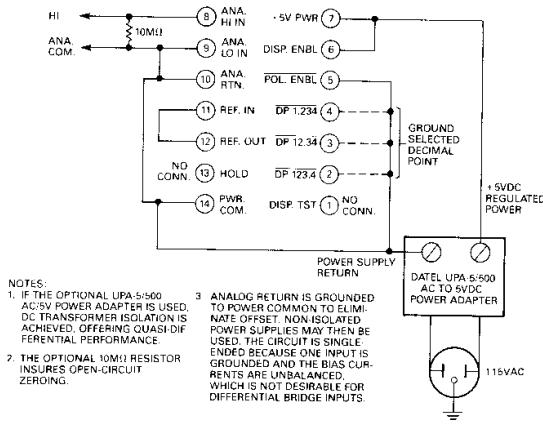 HI
10MΩ
ANA.
COM.
8 ANA.
HI IN
9 ANA.
LO IN
10 ANA.
RTN.
11 REF. IN
12 REF. OUT
NO
CONN.
13 HOLD
14 PWR.
COM.
+5V PWR 7
DISP. ENBL 6
POL. ENBL 5
DP 1.234 4
DP 12.34 3
DP 123.4 2
DISP. TST 1 NO
CONN.
GROUND
SELECTED
DECIMAL
POINT
+5VDC
REGULATED
POWER
POWER SUPPLY
RETURN
DATEL UPA-5/500
AC TO 5VDC
POWER ADAPTER
115VAC
NOTES:
1. IF THE OPTIONAL UPA-5/500
AC/5V POWER ADAPTER IS USED,
DC TRANSFORMER ISOLATION IS
ACHIEVED, OFFERING QUASI-DIF
FERENTIAL PERFORMANCE.
2. THE OPTIONAL 10MΩ RESISTOR
INSURES OPEN-CIRCUIT
ZEROING.
3 ANALOG RETURN IS GROUNDED
TO POWER COMMON TO ELIMI-
NATE OFFSET. NON-ISOLATED
POWER SUPPLIES MAY THEN BE
USED. THE CIRCUIT IS SINGLE-
ENDED BECAUSE ONE INPUT IS
GROUNDED AND THE BIAS CUR-
RENTS ARE UNBALANCED,
WHICH IS NOT DESIRABLE FOR
DIFFERENTIAL BRIDGE INPUTS.